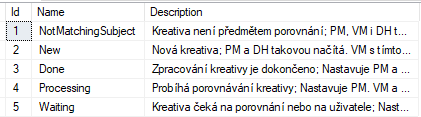 Id Name Description
1 NotMatchingSubject Kreativa není předmětem porovnání; PM, VM i DH t...
2 New Nová kreativa; PM a DH takovou načítá. VM s tímto...
3 Done Zpracování kreativy je dokončeno; Nastavuje PM a ...
4 Processing Probíhá porovnávání kreativy; Nastavuje PM. VM a ...
5 Waiting Kreativa čeká na porovnání nebo na uživatele; Nast...